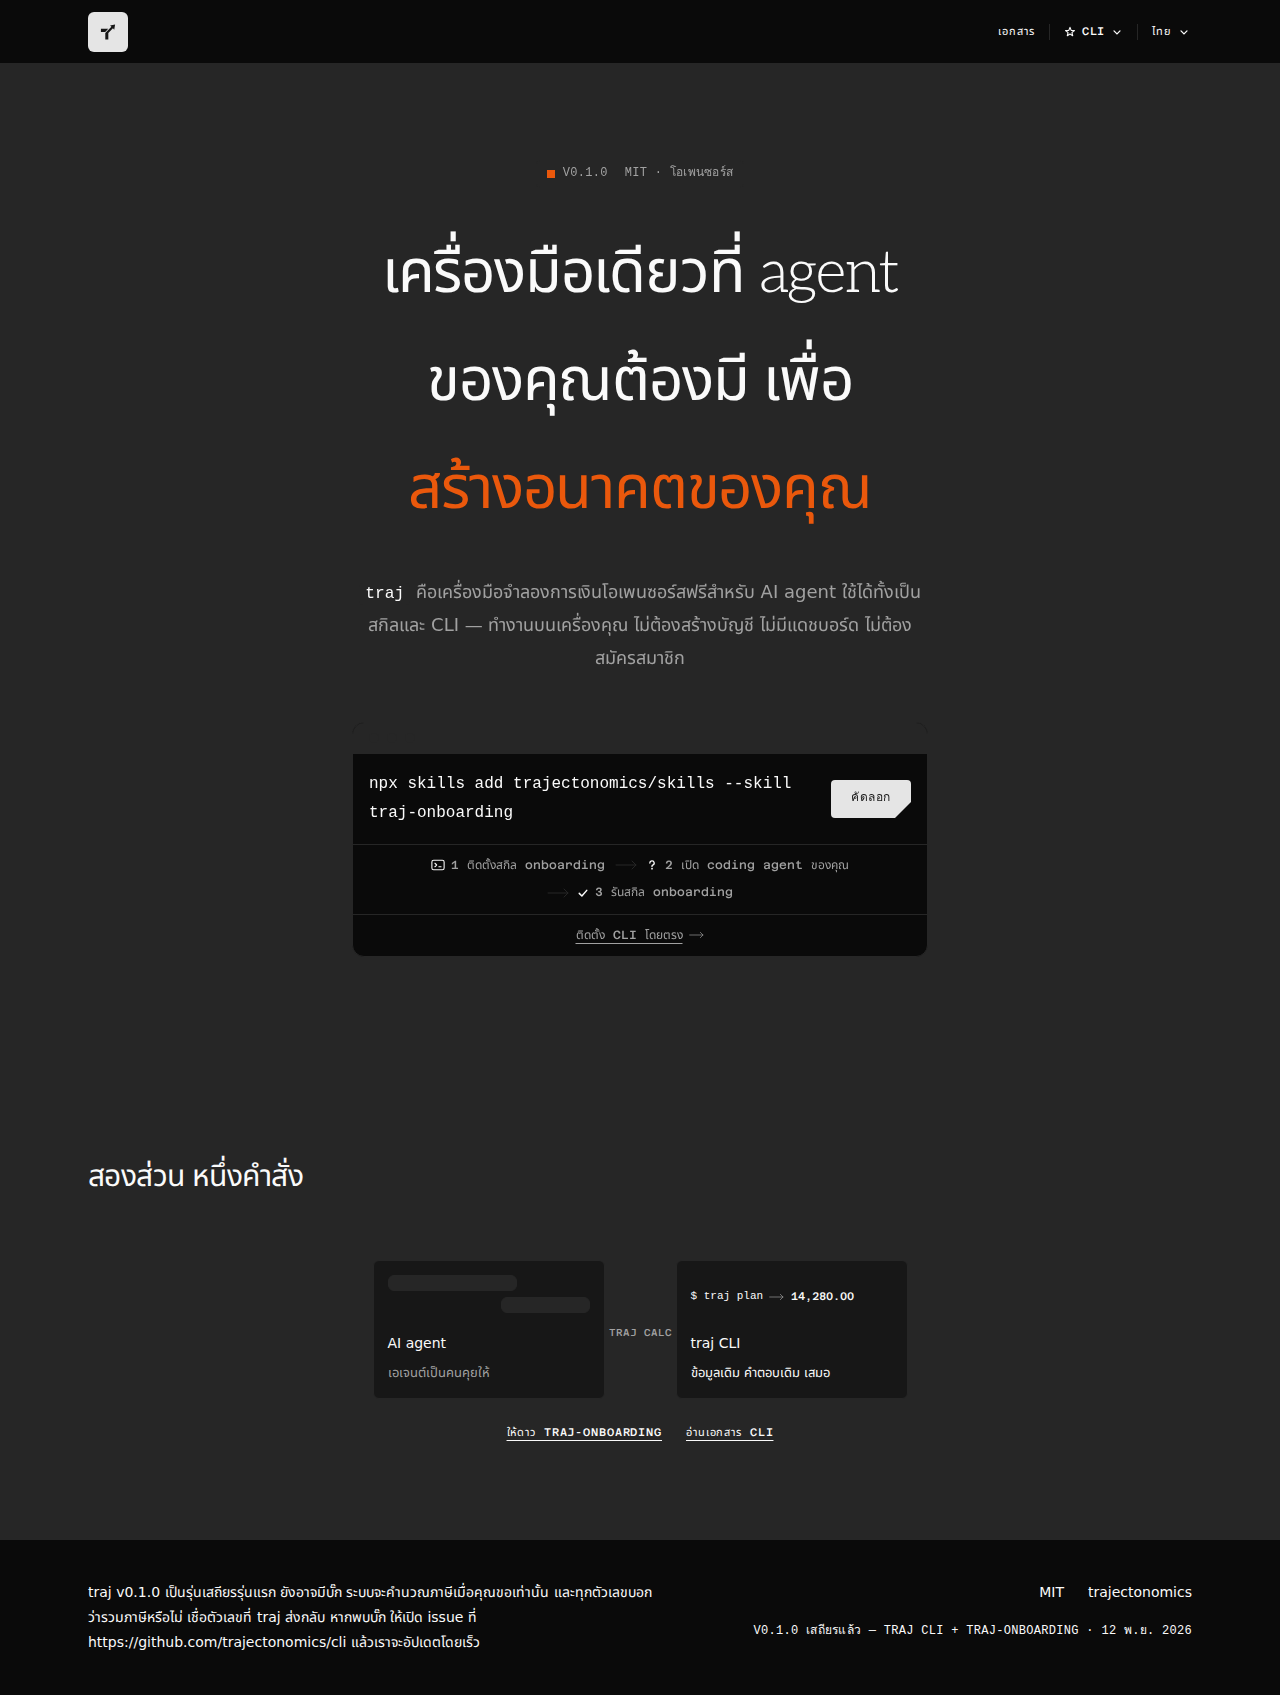 เอกสาร
CLI
ไทย
V0.1.0 MIT · โอเพนซอร์ส
เครื่องมือเดียวที่ agent
ของคุณต้องมี เพื่อ
สร้างอนาคตของคุณ
traj คือเครื่องมือจำลองการเงินโอเพนซอร์สฟรีสำหรับ AI agent ใช้ได้ทั้งเป็น
สกิลและ CLI — ทำงานบนเครื่องคุณ ไม่ต้องสร้างบัญชี ไม่มีแดชบอร์ด ไม่ต้อง
สมัครสมาชิก
npx skills add trajectonomics/skills --skill
traj-onboarding
คัดลอก
1 ติดตั้งสกิล onboarding → 2 เปิด coding agent ของคุณ
→ 3 รันสกิล onboarding
ติดตั้ง CLI โดยตรง →
สองส่วน หนึ่งคำสั่ง
$ traj plan → 14,280.00
TRAJ CALC
AI agent
เอเจนต์เป็นคนคุยให้
traj CLI
ข้อมูลเดิม คำตอบเดิม เสมอ
ให้ดาว TRAJ-ONBOARDING
อ่านเอกสาร CLI
traj v0.1.0 เป็นรุ่นเสถียรรุ่นแรก ยังอาจมีบั๊ก ระบบจะคำนวณภาษีเมื่อคุณขอเท่านั้น และทุกตัวเลขบอก
ว่ารวมภาษีหรือไม่ เชื่อตัวเลขที่ traj ส่งกลับ หากพบบั๊ก ให้เปิด issue ที่
https://github.com/trajectonomics/cli แล้วเราจะอัปเดตโดยเร็ว
MIT trajectonomics
V0.1.0 เสถียรแล้ว — TRAJ CLI + TRAJ-ONBOARDING · 12 พ.ย. 2026